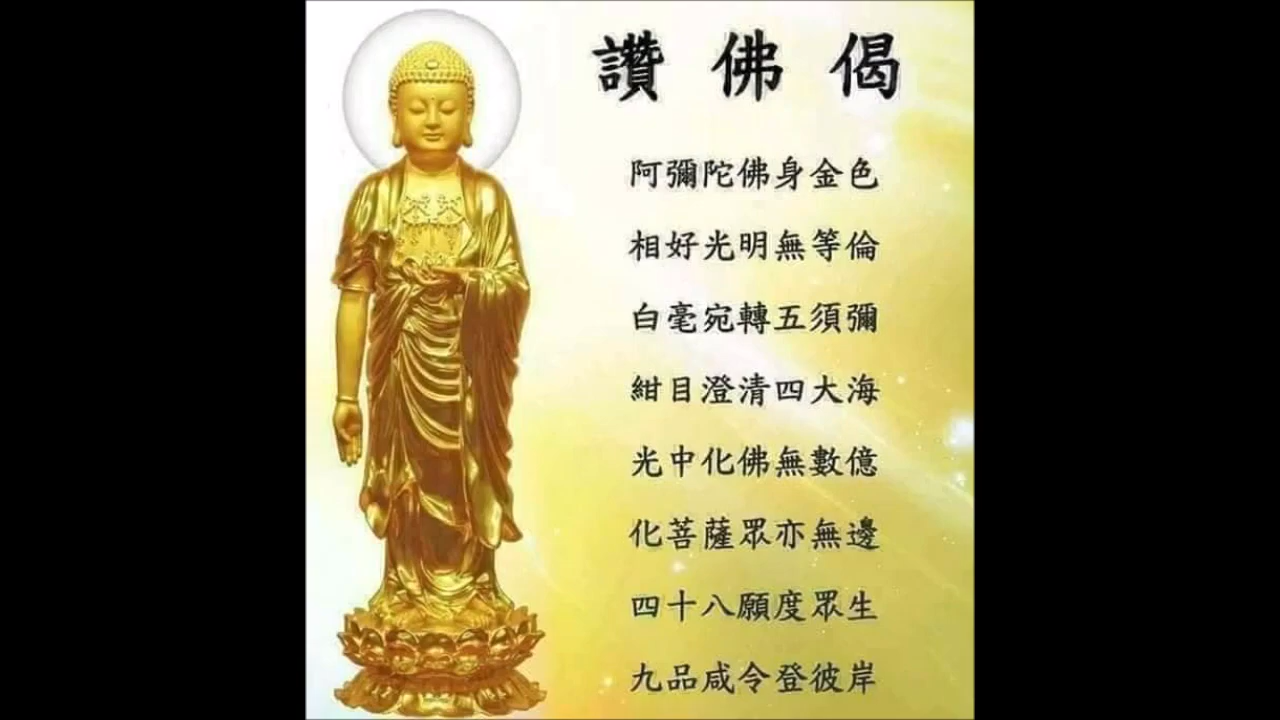 讚佛偈
阿彌陀佛身金色
相好光明無等倫
白毫宛轉五須彌
紺目澄清四大海
光中化佛無數億
化菩薩眾亦無邊
四十八願度眾生
九品咸令登彼岸